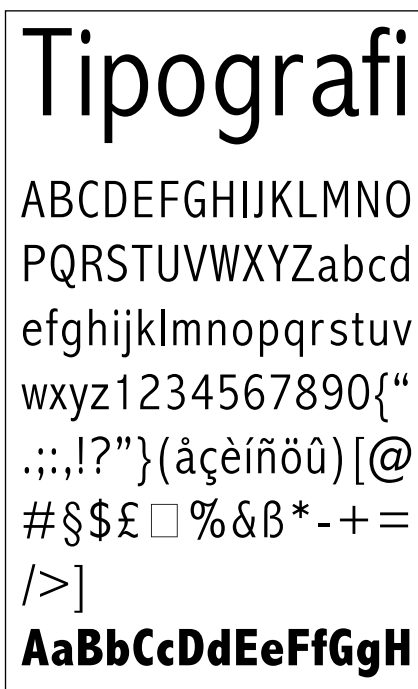 Tipografi
ABCDEFGHIJKLMNO
PQRSTUVWXYZabcd
efghijklmnopqrstuv
wxyz1234567890{“
.;:,!?”}(åçèíñöû)[@
#§$£□%&ß*-+=
/>]
AaBbCcDdEeFfGgH